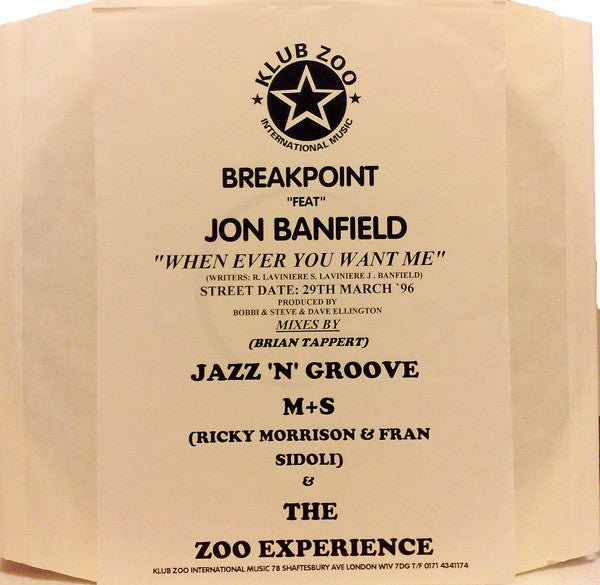 KLUB ZOO
INTERNATIONAL MUSIC
BREAKPOINT
"FEAT"
JON BANFIELD
"WHEN EVER YOU WANT ME"
(WRITERS: R. LAVINIERE S. LAVINIERE J . BANFIELD)
STREET DATE: 29TH MARCH `96
PRODUCED BY
BOBBI & STEVE & DAVE ELLINGTON
MIXES BY
(BRIAN TAPPERT)
JAZZ 'N' GROOVE
M+S
(RICKY MORRISON & FRAN
SIDOLI)
&
THE
ZOO EXPERIENCE
KLUB ZOO INTERNATIONAL MUSIC 78 SHAFTESBURY AVE LONDON W1V 7DG T/F 0171 4341174